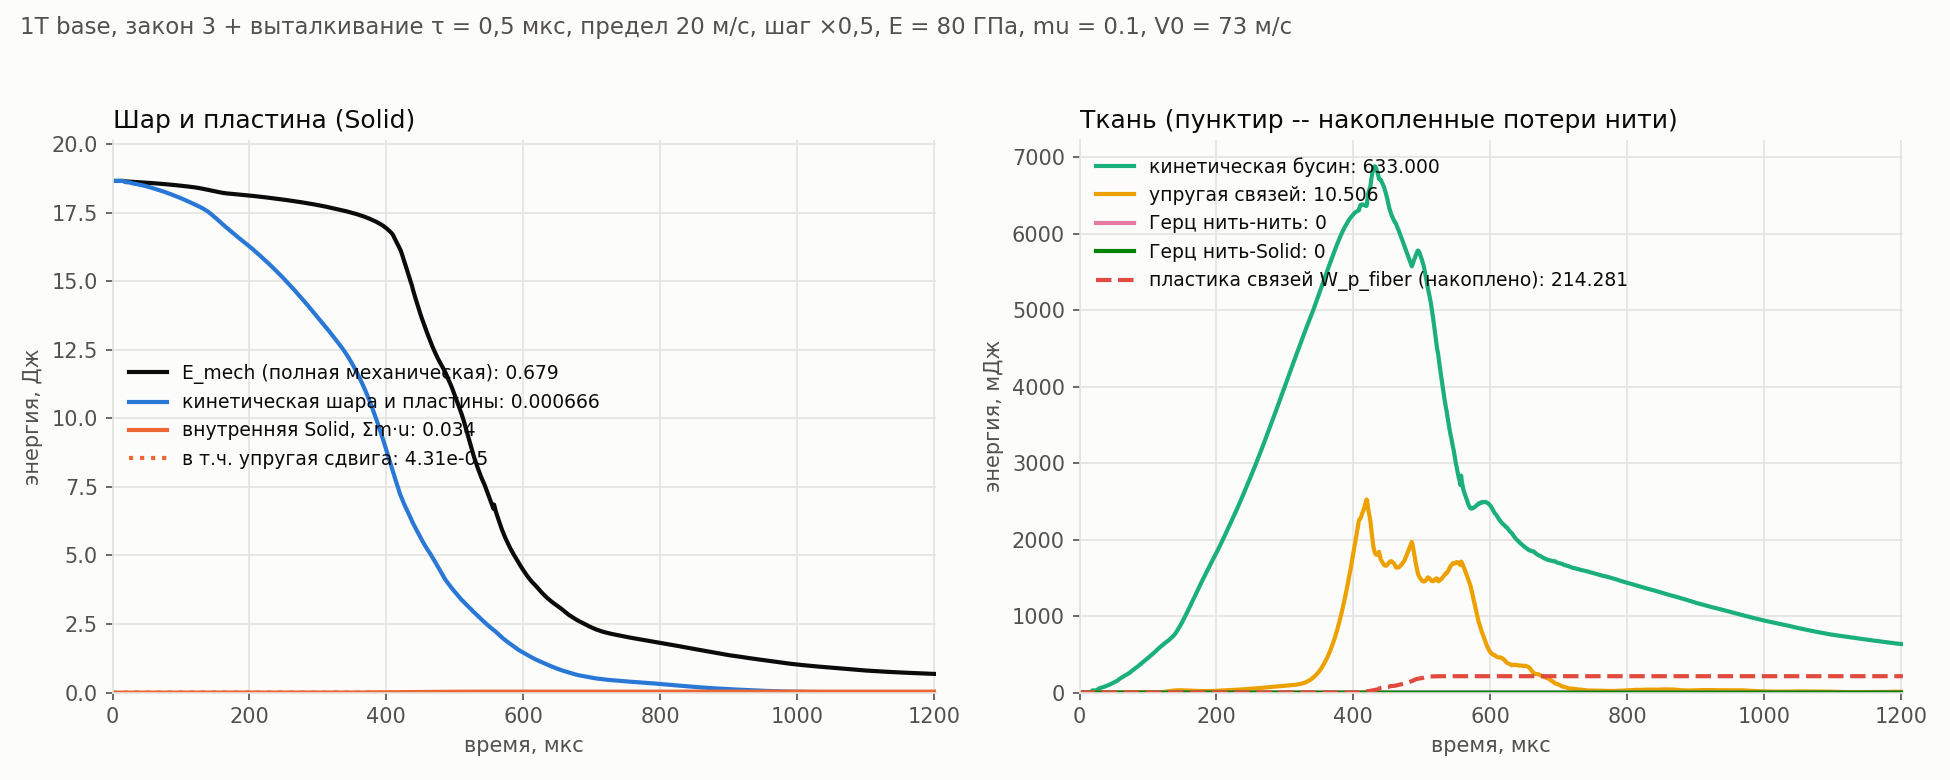 1T base, закон 3 + выталкивание τ = 0,5 мкс, предел 20 м/с, шаг ×0,5, E = 80 ГПа, mu = 0.1, V0 = 73 м/с
Шар и пластина (Solid)
20.0
17.5
15.0
12.5
10.0
7.5
5.0
2.5
0.0
энергия, Дж
E_mech (полная механическая): 0.679
кинетическая шара и пластины: 0.000666
внутренняя Solid, Σm·u: 0.034
в т.ч. упругая сдвига: 4.31e-05
0 200 400 600 800 1000 1200
время, мкс
Ткань (пунктир -- накопленные потери нити)
7000
6000
5000
4000
3000
2000
1000
0
энергия, мДж
кинетическая бусин: 633.000
упругая связей: 10.506
Герц нить-нить: 0
Герц нить-Solid: 0
пластика связей W_p_fiber (накоплено): 214.281
0 200 400 600 800 1000 1200
время, мкс